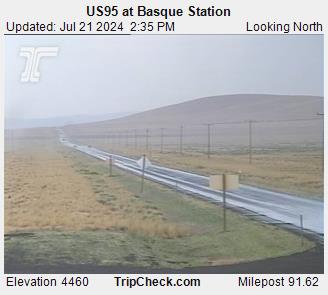 US95 at Basque Station
Updated: Jul 21 2024 2:35 PM Looking North
Elevation 4460 TripCheck.com Milepost 91.62